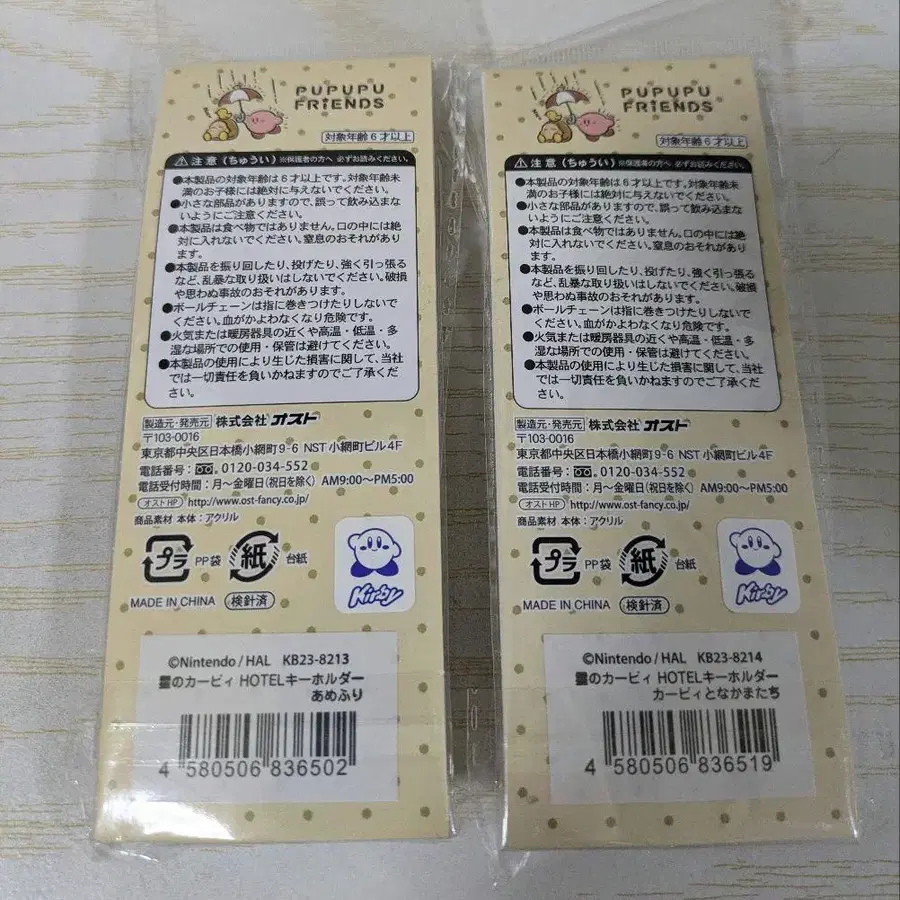 PUPUPU
FRiENDS
対象年齢6才以上
注意(ちゅうい)※保護者の方へ 必ずお読みください。
●本製品の対象年齢は6才以上です。対象年齢未
満のお子様には絶対に与えないでください。
●小さな部品がありますので、誤って飲み込まな
いようにご注意ください。
●本製品は食べ物ではありません。口の中には絶
対に入れないでください。窒息のおそれがありま
す。
●本製品を振り回したり、投げたり、強く引っ張る
など、乱暴な取り扱いはしないでください。破損
や思わぬ事故のおそれがあります。
●ボールチェーンは指に巻きつけたりしないで
ください。血がかよわなくなり危険です。
●火気または暖房器具の近くや高温・低温・多
湿な場所での使用・保管は避けてください。
●本製品の使用により生じた損害に関して、当社
では一切責任を負いかねますのでご了承くださ
い。
製造元・発売元 株式会社オスト
〒103-0016
東京都中央区日本橋小網町9-6 NST小網町ビル4F
電話番号: 0120-034-552
電話受付時間:月～金曜日(祝日を除く) AM9:00～PM5:00
オストHP http://www.ost-fancy.co.jp/
商品素材 本体:アクリル
プラ PP袋 紙 台紙
MADE IN CHINA 検針済
Kirby
©Nintendo / HAL KB23-8213
星のカービィ HOTELキーホルダー
あめふり
4 580506 836502
PUPUPU
FRiENDS
対象年齢6才以上
注意(ちゅうい)※保護者の方へ 必ずお読みください。
●本製品の対象年齢は6才以上です。対象年齢未
満のお子様には絶対に与えないでください。
●小さな部品がありますので、誤って飲み込まな
いようにご注意ください。
●本製品は食べ物ではありません。口の中には絶
対に入れないでください。窒息のおそれがありま
す。
●本製品を振り回したり、投げたり、強く引っ張る
など、乱暴な取り扱いはしないでください。破損
や思わぬ事故のおそれがあります。
●ボールチェーンは指に巻きつけたりしないで
ください。血がかよわなくなり危険です。
●火気または暖房器具の近くや高温・低温・多
湿な場所での使用・保管は避けてください。
●本製品の使用により生じた損害に関して、当社
では一切責任を負いかねますのでご了承くださ
い。
製造元・発売元 株式会社オスト
〒103-0016
東京都中央区日本橋小網町9-6 NST小網町ビル4F
電話番号: 0120-034-552
電話受付時間:月～金曜日(祝日を除く) AM9:00～PM5:00
オストHP http://www.ost-fancy.co.jp/
商品素材 本体:アクリル
プラ PP袋 紙 台紙
MADE IN CHINA 検針済
Kirby
©Nintendo / HAL KB23-8214
星のカービィ HOTELキーホルダー
カービィとなかまたち
4 580506 836519